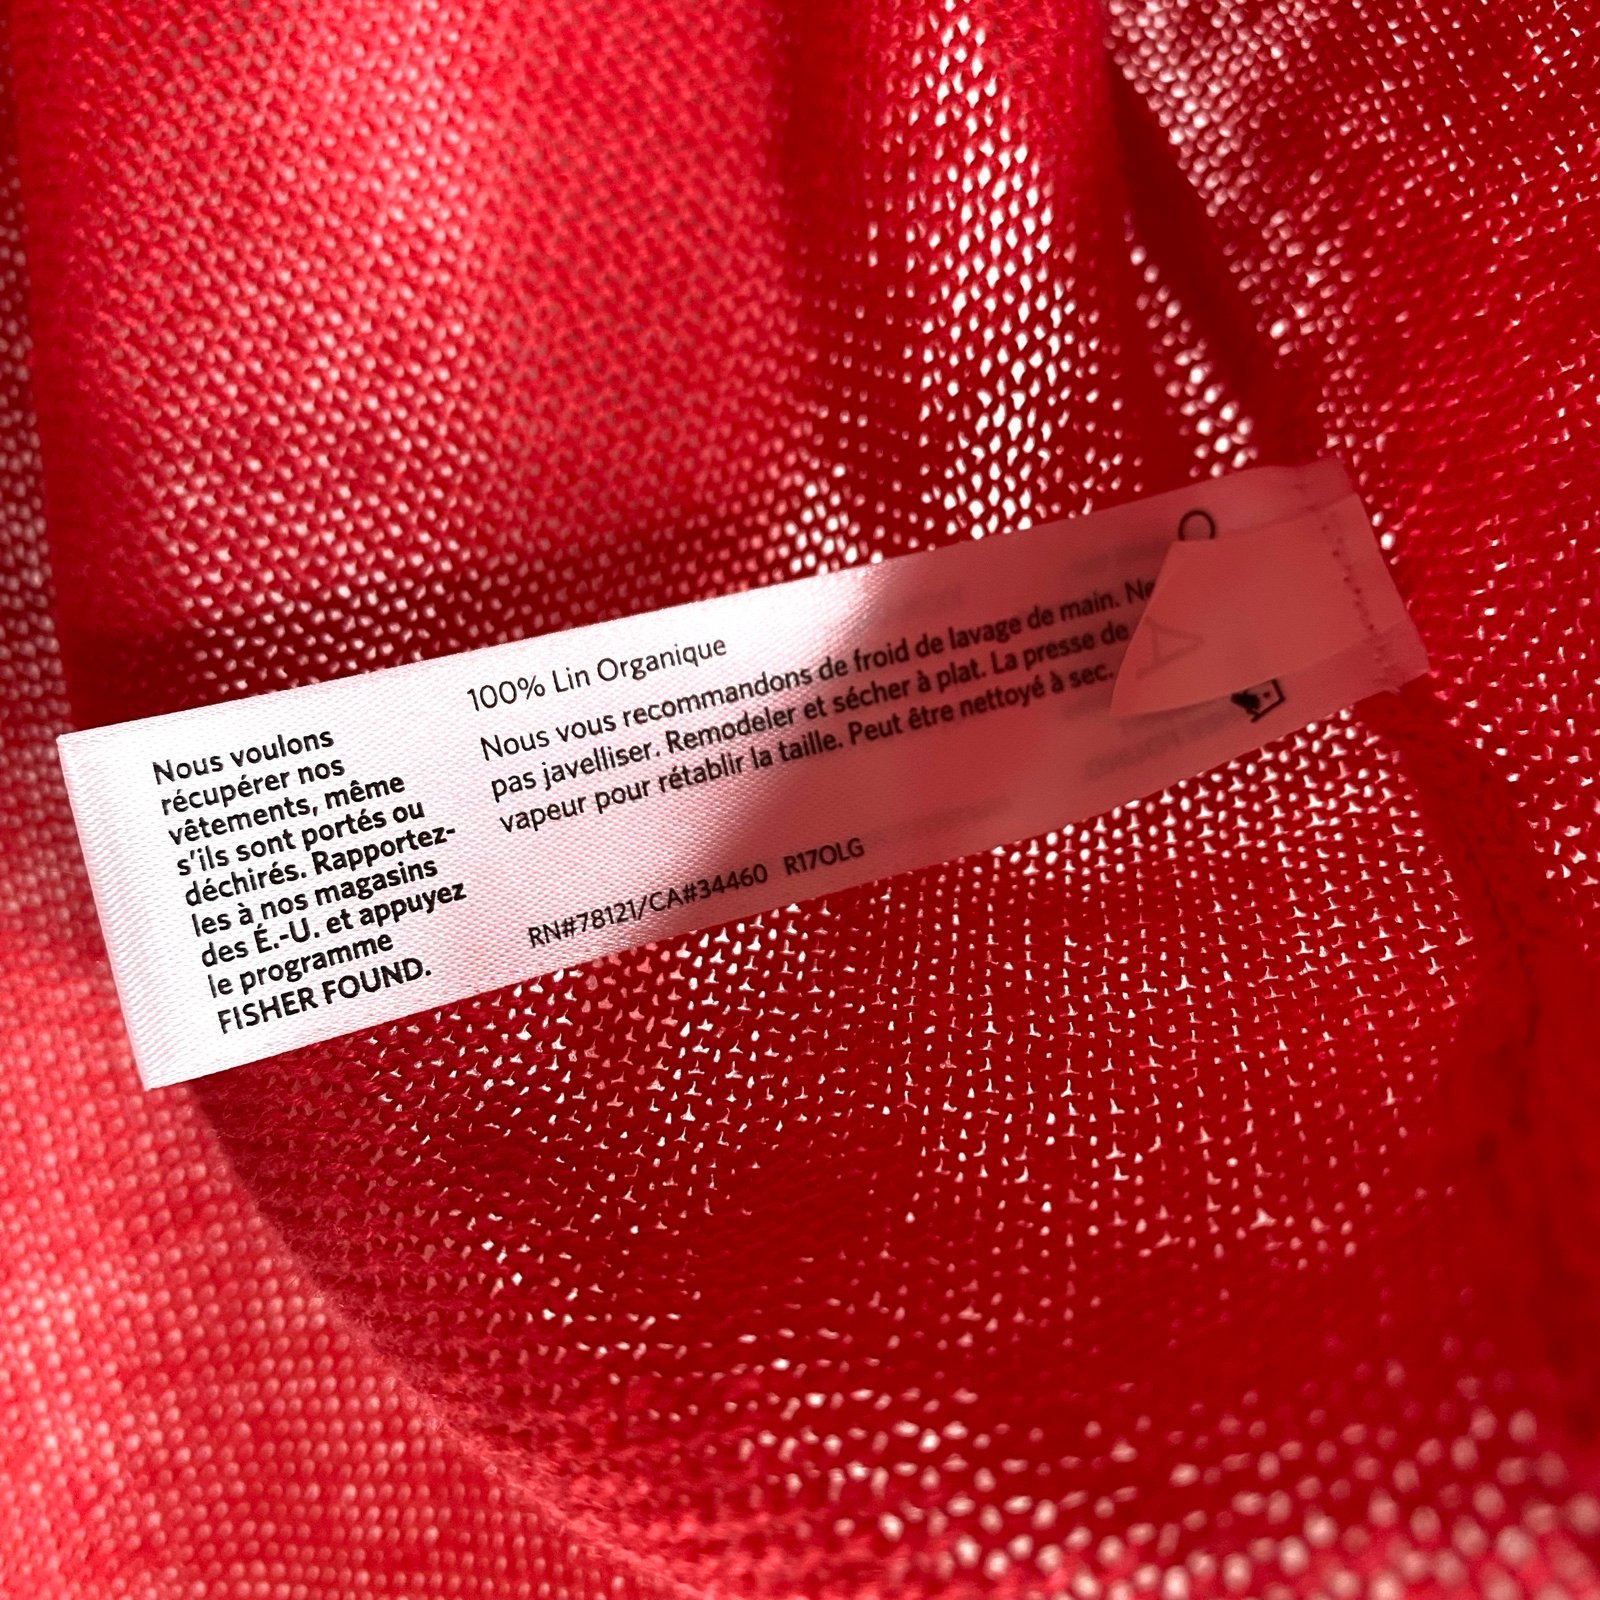 Nous voulons
récupérer nos
vêtements, même
s'ils sont portés ou
déchirés. Rapportez-
les à nos magasins
des É.-U. et appuyez
le programme
FISHER FOUND.
100% Lin Organique
Nous vous recommandons de froid de lavage de main. Ne
pas javelliser. Remodeler et sécher à plat. La presse de
vapeur pour rétablir la taille. Peut être nettoyé à sec.
RN#78121/CA#34460 R17OLG